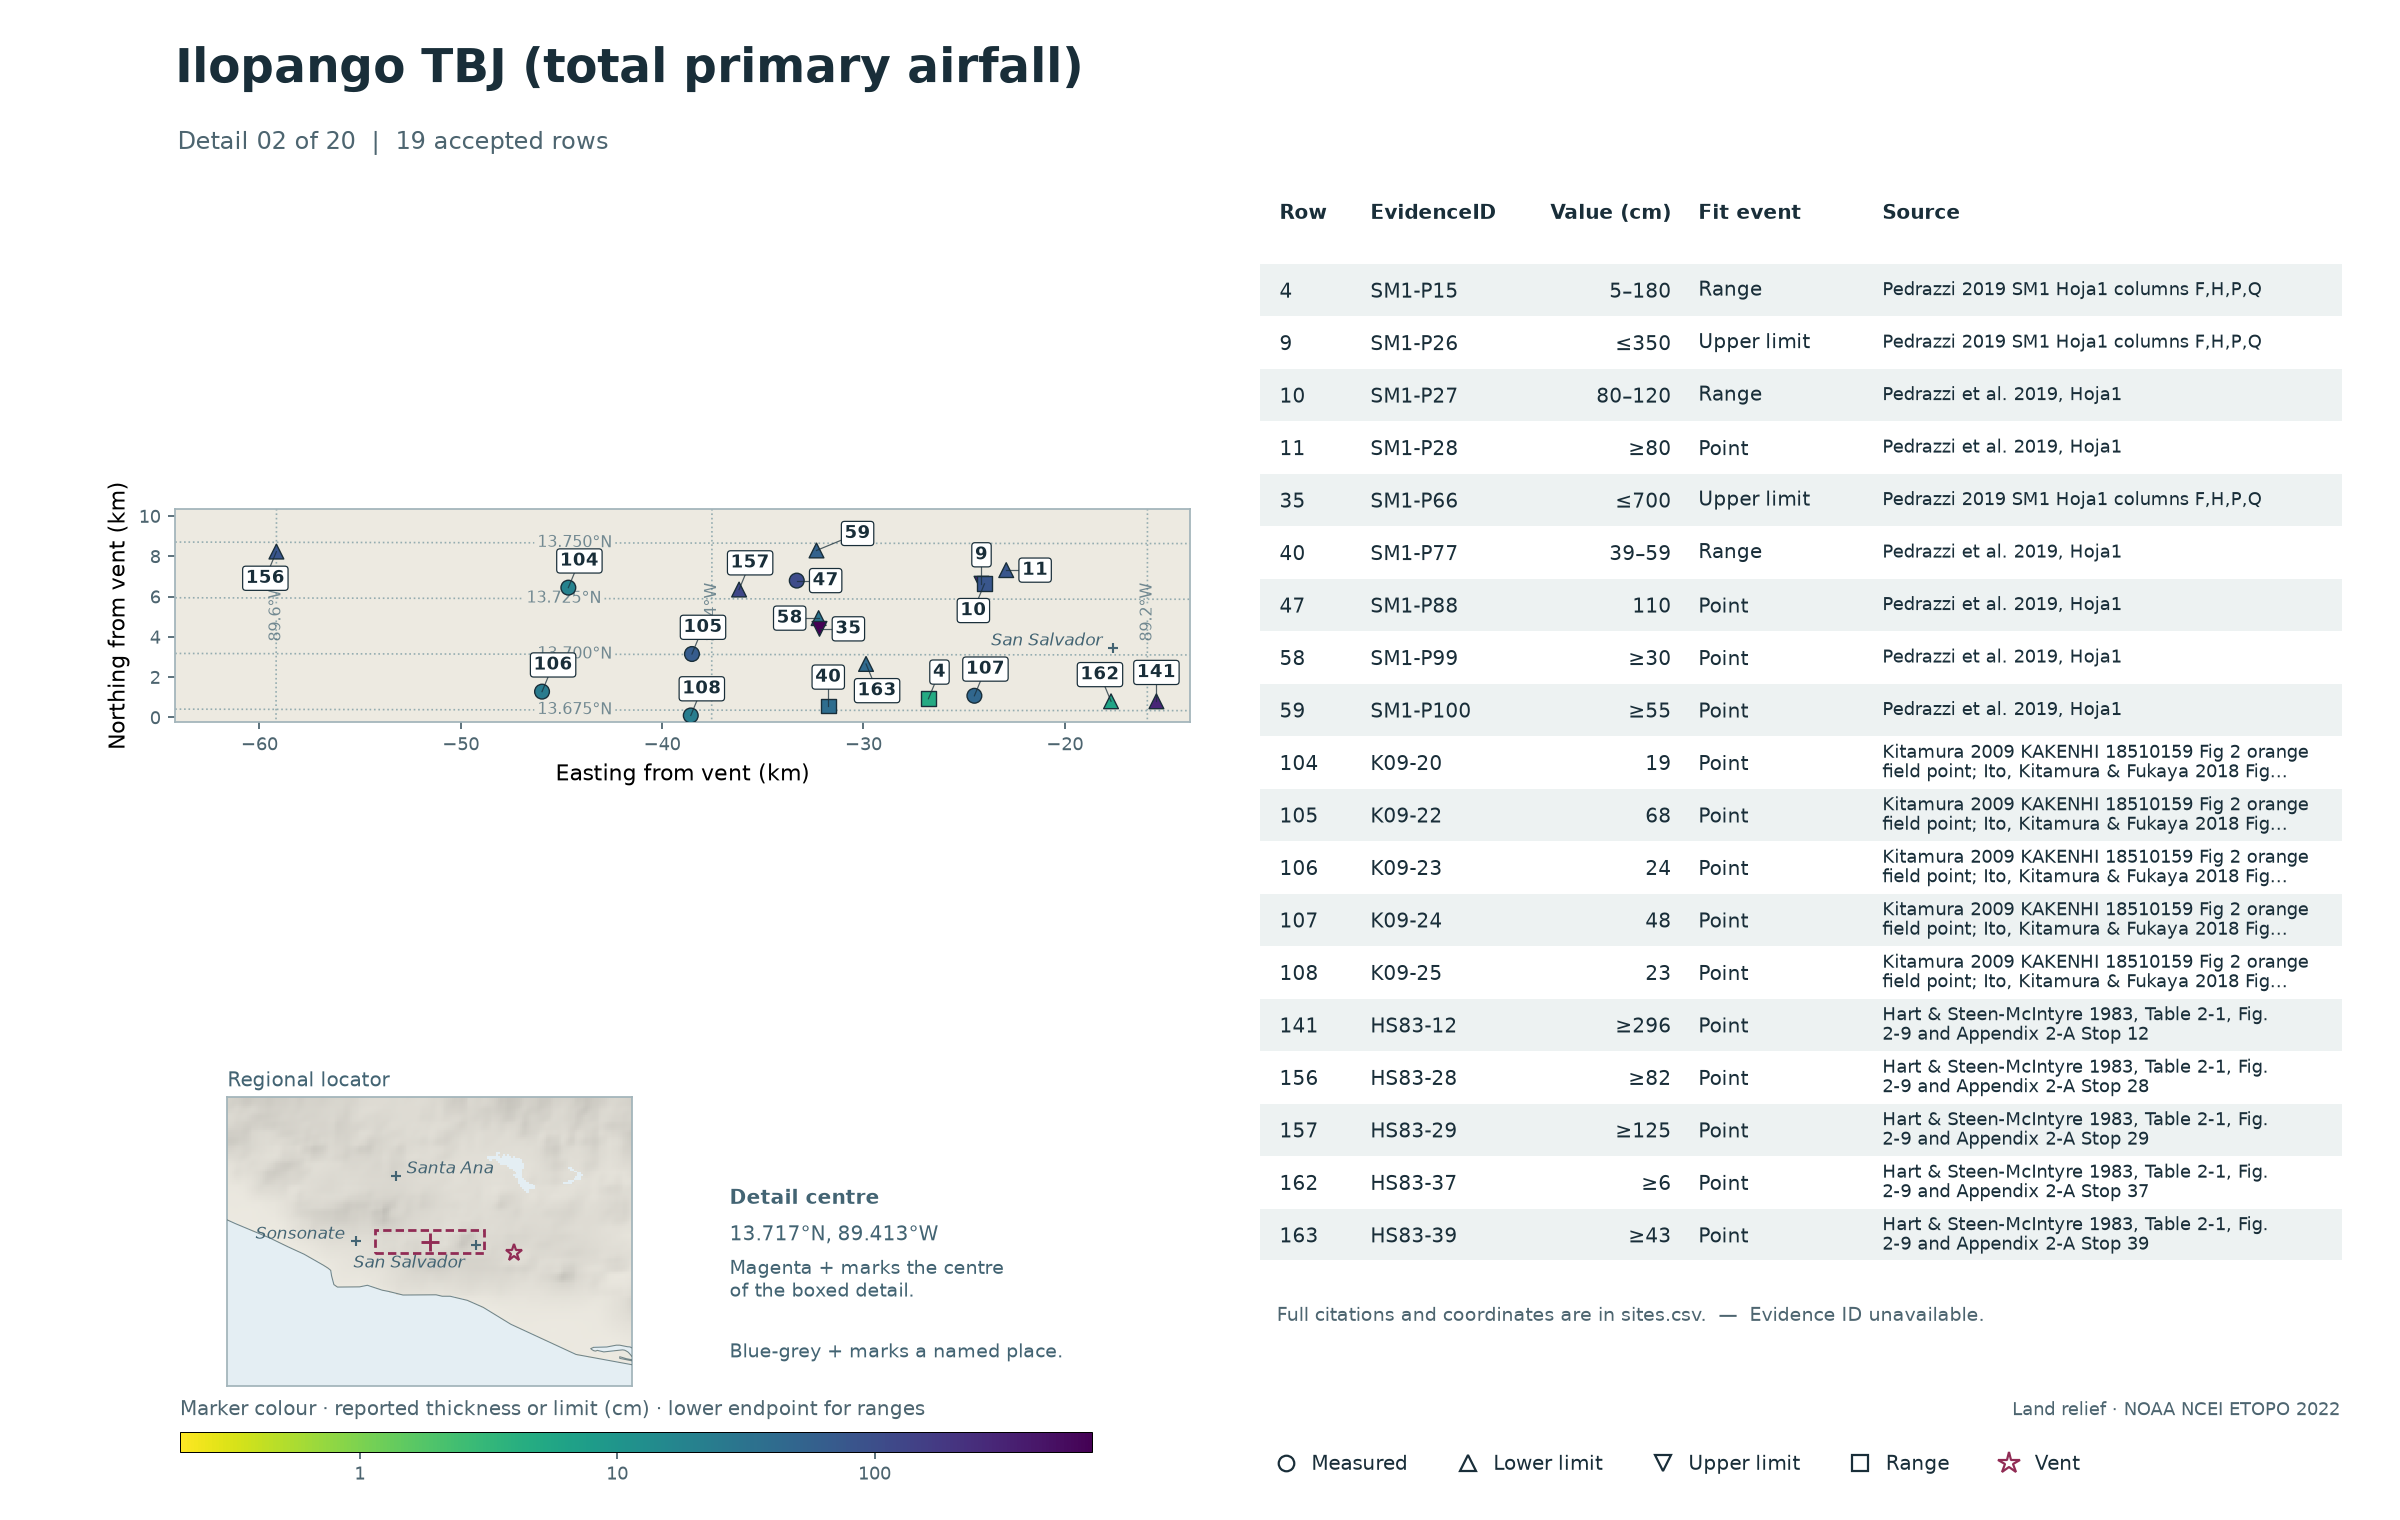 Ilopango TBJ (total primary airfall)
Detail 02 of 20 | 19 accepted rows
Northing from vent (km)
10
8
6
4
2
0
−60
−50
−40
−30
−20
Easting from vent (km)
13.750°N
13.725°N
13.700°N
13.675°N
89.6°W
4°W
89.2°W
156
104
157
59
47
9
11
10
58
35
105
San Salvador
106
108
40
163
4
107
162
141
Row EvidenceID Value (cm) Fit event Source
4 SM1-P15 5–180 Range Pedrazzi 2019 SM1 Hoja1 columns F,H,P,Q
9 SM1-P26 ≤350 Upper limit Pedrazzi 2019 SM1 Hoja1 columns F,H,P,Q
10 SM1-P27 80–120 Range Pedrazzi et al. 2019, Hoja1
11 SM1-P28 ≥80 Point Pedrazzi et al. 2019, Hoja1
35 SM1-P66 ≤700 Upper limit Pedrazzi 2019 SM1 Hoja1 columns F,H,P,Q
40 SM1-P77 39–59 Range Pedrazzi et al. 2019, Hoja1
47 SM1-P88 110 Point Pedrazzi et al. 2019, Hoja1
58 SM1-P99 ≥30 Point Pedrazzi et al. 2019, Hoja1
59 SM1-P100 ≥55 Point Pedrazzi et al. 2019, Hoja1
104 K09-20 19 Point Kitamura 2009 KAKENHI 18510159 Fig 2 orange
field point; Ito, Kitamura & Fukaya 2018 Fig...
105 K09-22 68 Point Kitamura 2009 KAKENHI 18510159 Fig 2 orange
field point; Ito, Kitamura & Fukaya 2018 Fig...
106 K09-23 24 Point Kitamura 2009 KAKENHI 18510159 Fig 2 orange
field point; Ito, Kitamura & Fukaya 2018 Fig...
107 K09-24 48 Point Kitamura 2009 KAKENHI 18510159 Fig 2 orange
field point; Ito, Kitamura & Fukaya 2018 Fig...
108 K09-25 23 Point Kitamura 2009 KAKENHI 18510159 Fig 2 orange
field point; Ito, Kitamura & Fukaya 2018 Fig...
141 HS83-12 ≥296 Point Hart & Steen-McIntyre 1983, Table 2-1, Fig.
2-9 and Appendix 2-A Stop 12
156 HS83-28 ≥82 Point Hart & Steen-McIntyre 1983, Table 2-1, Fig.
2-9 and Appendix 2-A Stop 28
157 HS83-29 ≥125 Point Hart & Steen-McIntyre 1983, Table 2-1, Fig.
2-9 and Appendix 2-A Stop 29
162 HS83-37 ≥6 Point Hart & Steen-McIntyre 1983, Table 2-1, Fig.
2-9 and Appendix 2-A Stop 37
163 HS83-39 ≥43 Point Hart & Steen-McIntyre 1983, Table 2-1, Fig.
2-9 and Appendix 2-A Stop 39
Full citations and coordinates are in sites.csv. — Evidence ID unavailable.
Regional locator
Santa Ana
Sonsonate
San Salvador
Detail centre
13.717°N, 89.413°W
Magenta + marks the centre
of the boxed detail.
Blue-grey + marks a named place.
Marker colour · reported thickness or limit (cm) · lower endpoint for ranges
1
10
100
Land relief · NOAA NCEI ETOPO 2022
Measured
Lower limit
Upper limit
Range
Vent